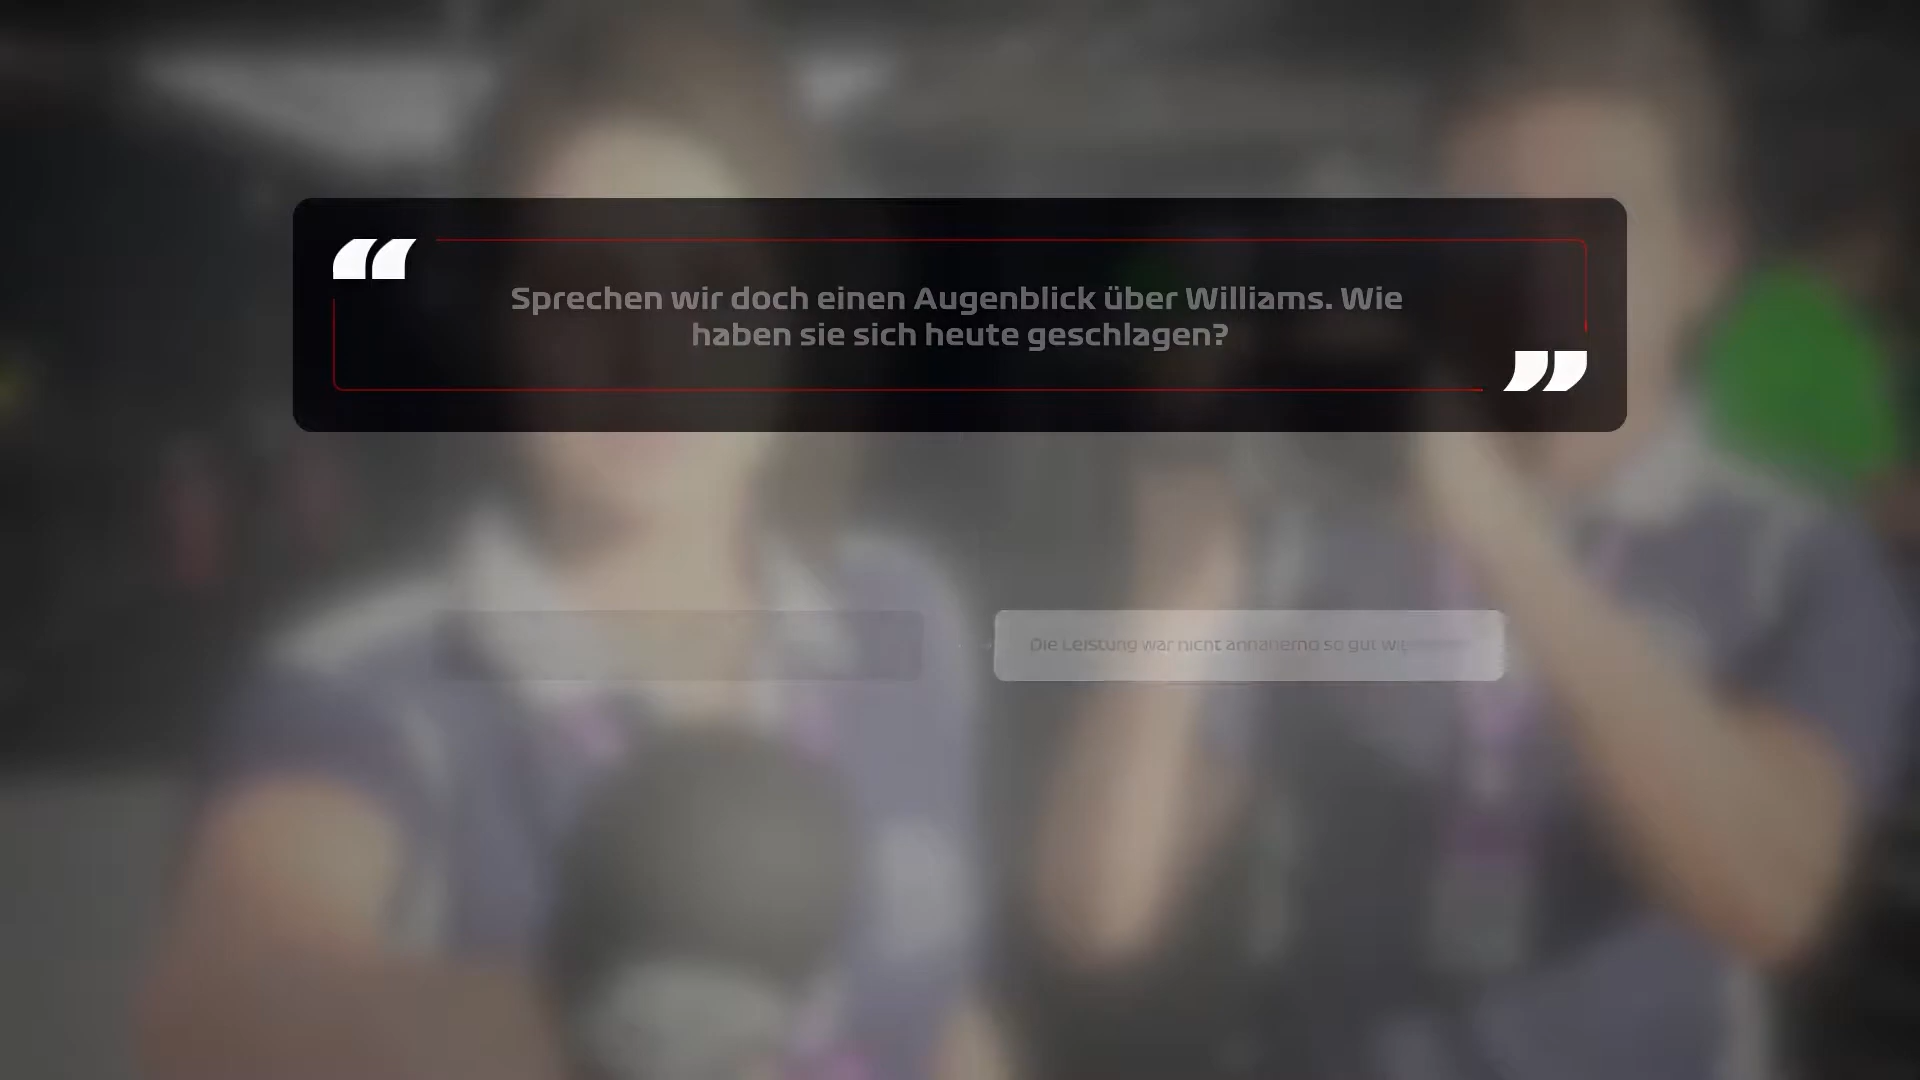 Sprechen wir doch einen Augenblick über Williams. Wie
haben sie sich heute geschlagen?
Die Leistung war nicht annähernd so gut